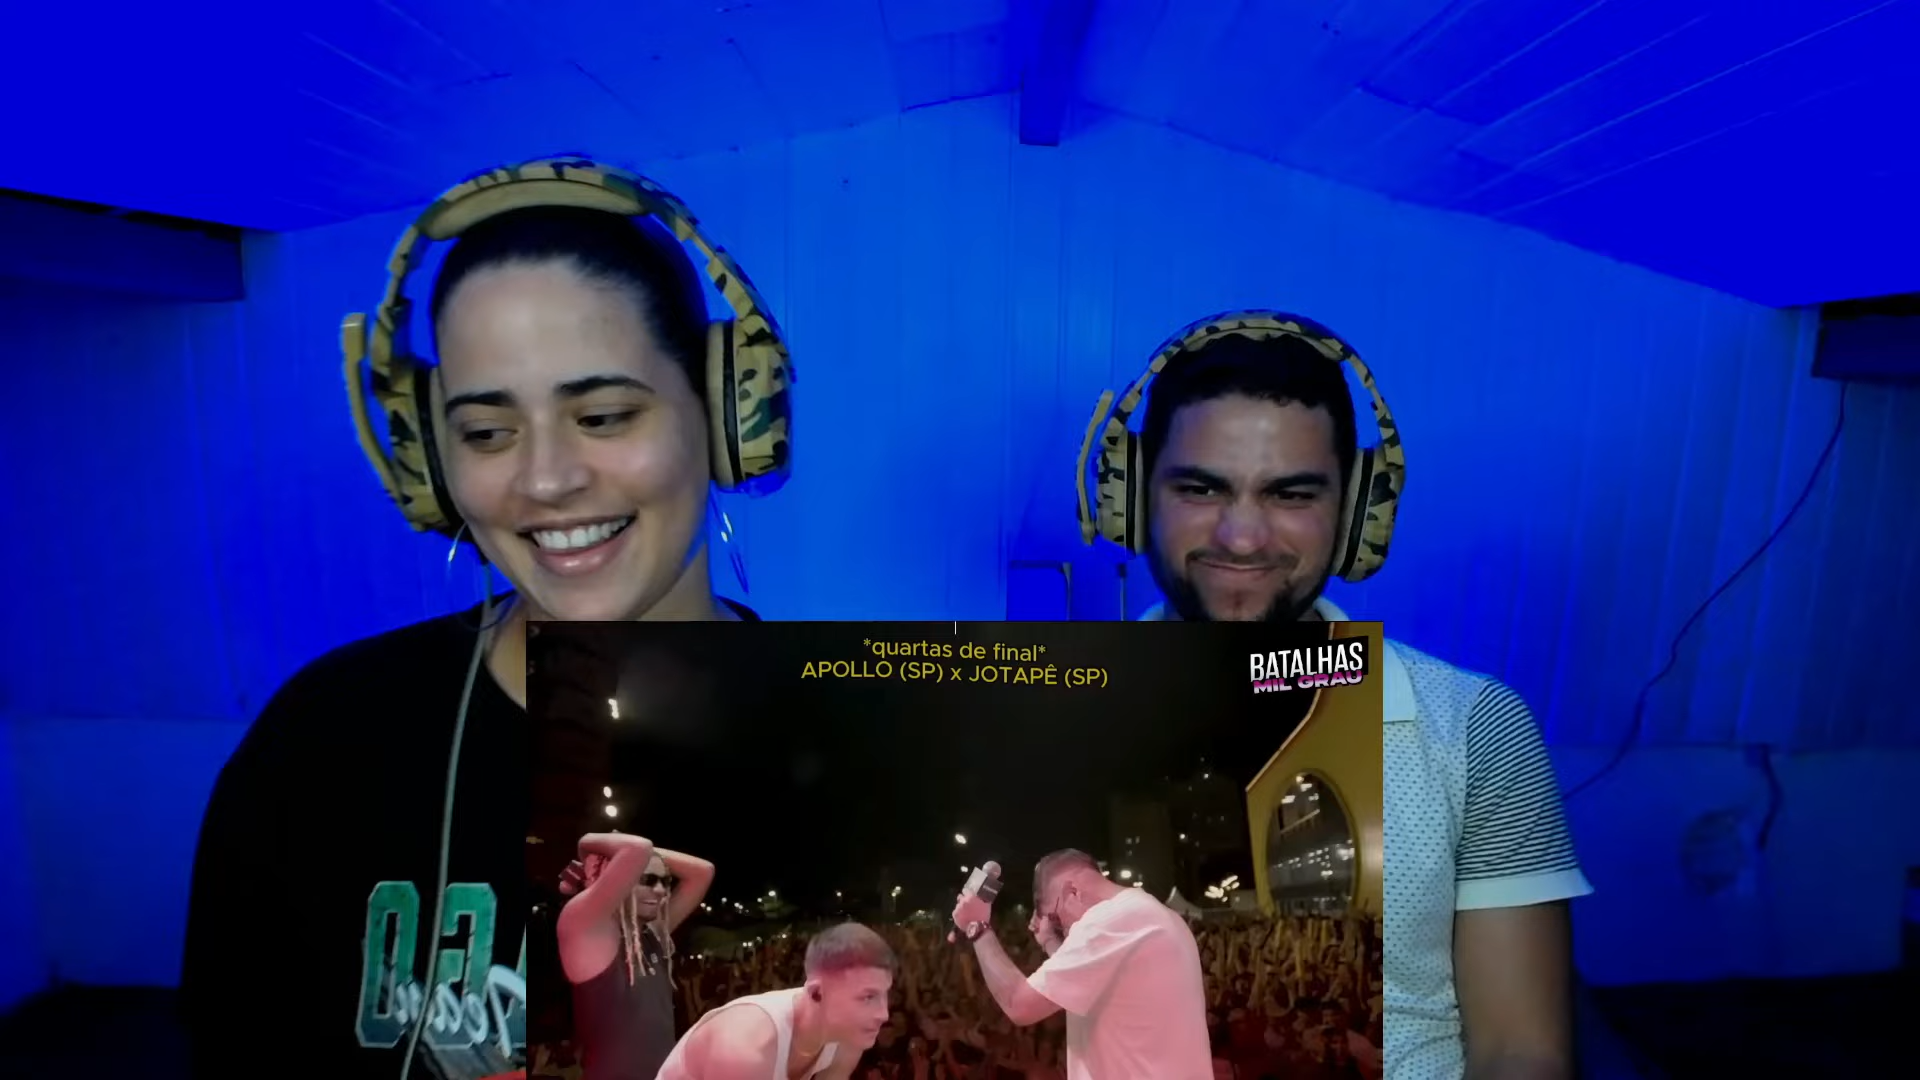 *quartas de final*
APOLLO (SP) x JOTAPÊ (SP)
BATALHAS
MIL GRAU